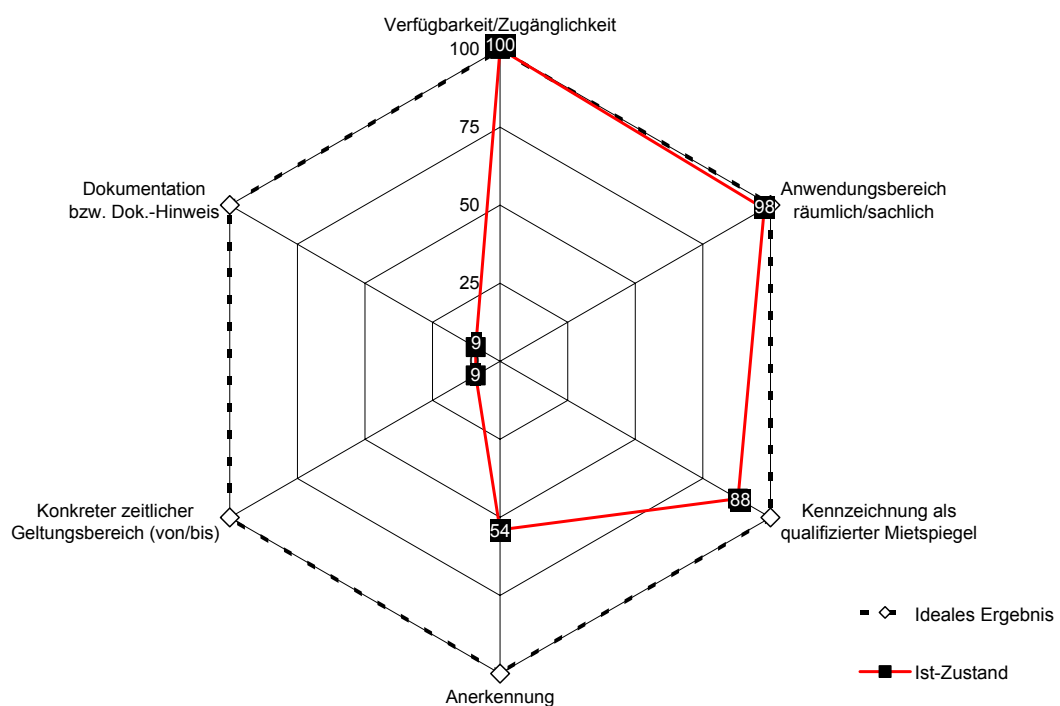 Verfügbarkeit/Zugänglichkeit
100
100
75
Dokumentation
bzw. Dok.-Hinweis
Anwendungsbereich
räumlich/sachlich
50
98
25
9
9
Konkreter zeitlicher
Geltungsbereich (von/bis)
88
Kennzeichnung als
qualifizierter Mietspiegel
54
Ideales Ergebnis
Ist-Zustand
Anerkennung